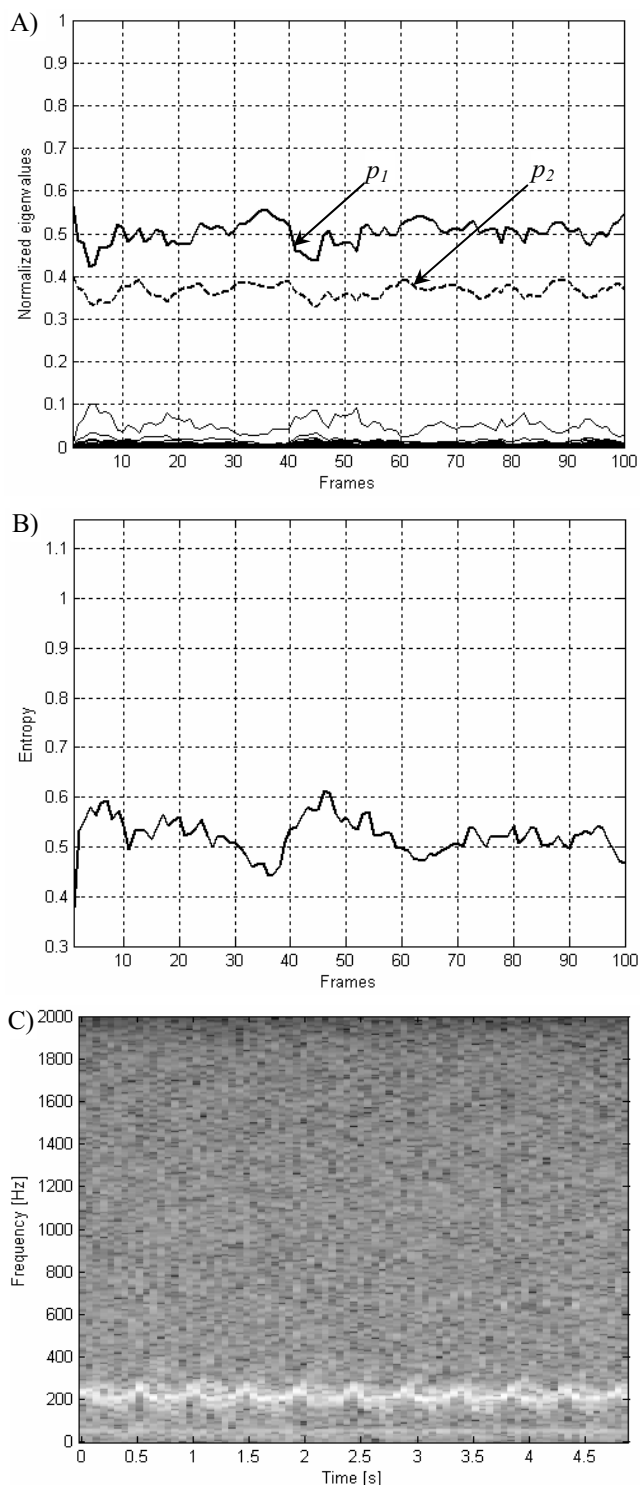 A)
1
0.9
0.8
0.7
0.6
0.5
0.4
0.3
0.2
0.1
0
Normalized eigenvalues
p1
p2
10 20 30 40 50 60 70 80 90 100
Frames
B)
1.1
1
0.9
0.8
0.7
0.6
0.5
0.4
0.3
Entropy
10 20 30 40 50 60 70 80 90 100
Frames
C)
2000
1800
1600
1400
1200
1000
800
600
400
200
0
Frequency [Hz]
0 0.5 1 1.5 2 2.5 3 3.5 4 4.5
Time [s]